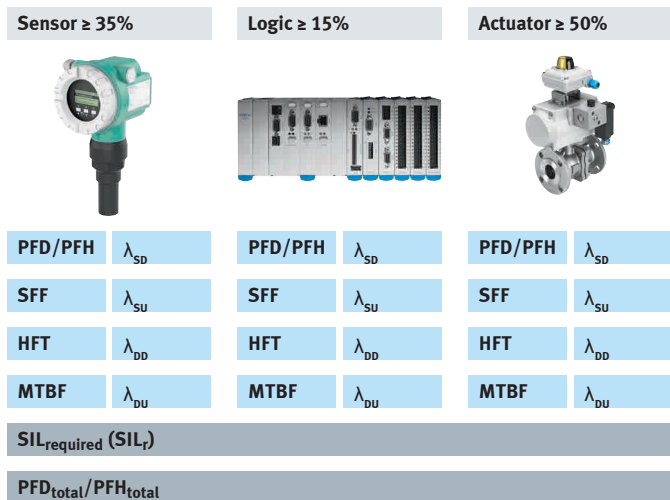 Sensor ≥ 35% Logic ≥ 15% Actuator ≥ 50%
PFD/PFH λSD PFD/PFH λSD PFD/PFH λSD
SFF λSU SFF λSU SFF λSU
HFT λDD HFT λDD HFT λDD
MTBF λDU MTBF λDU MTBF λDU
SILrequired (SILr)
PFDtotal/PFHtotal